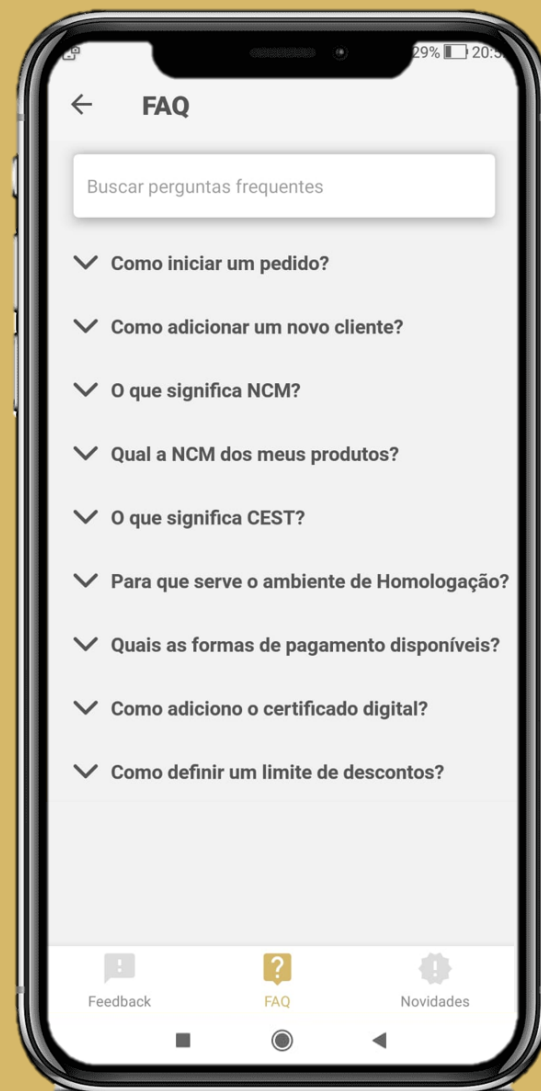 29% 20:5
FAQ
Buscar perguntas frequentes
Como iniciar um pedido?
Como adicionar um novo cliente?
O que significa NCM?
Qual a NCM dos meus produtos?
O que significa CEST?
Para que serve o ambiente de Homologação?
Quais as formas de pagamento disponíveis?
Como adiciono o certificado digital?
Como definir um limite de descontos?
Feedback FAQ Novidades